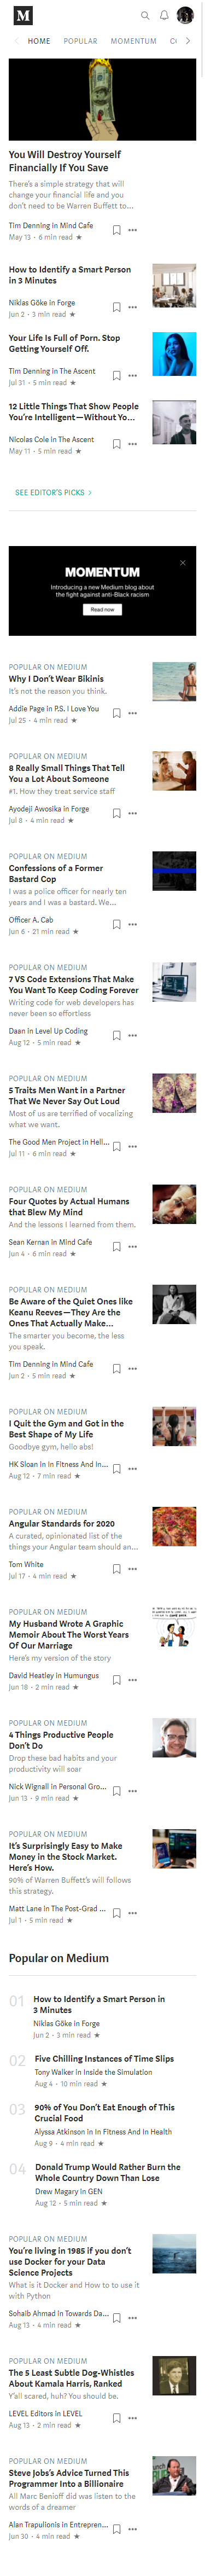 M
HOME POPULAR MOMENTUM
You Will Destroy Yourself
Financially If You Save
There's a simple strategy that will
change your financial life and you
don't need to be Warren Buffett to…
Tim Denning in Mind Cafe
May 13 · 6 min read ★
How to Identify a Smart Person
in 3 Minutes
Niklas Göke in Forge
Jun 2 · 3 min read ★
Your Life Is Full of Porn. Stop
Getting Yourself Off.
Tim Denning in The Ascent
Jul 31 · 5 min read ★
12 Little Things That Show People
You're Intelligent—Without Yo…
Nicolas Cole in The Ascent
May 11 · 5 min read ★
SEE EDITOR'S PICKS >
MOMENTUM
Introducing a new Medium blog about
the fight against anti-Black racism
Read now
POPULAR ON MEDIUM
Why I Don't Wear Bikinis
It's not the reason you think.
Addie Page in P.S. I Love You
Jul 25 · 4 min read ★
POPULAR ON MEDIUM
8 Really Small Things That Tell
You a Lot About Someone
#1. How they treat service staff
Ayodeji Awosika in Forge
Jul 8 · 4 min read ★
POPULAR ON MEDIUM
Confessions of a Former
Bastard Cop
I was a police officer for nearly ten
years and I was a bastard. We…
Officer A. Cab
Jun 6 · 21 min read ★
POPULAR ON MEDIUM
7 VS Code Extensions That Make
You Want To Keep Coding Forever
Writing code for web developers has
never been so effortless
Daan in Level Up Coding
Aug 12 · 5 min read ★
POPULAR ON MEDIUM
5 Traits Men Want in a Partner
That We Never Say Out Loud
Most of us are terrified of vocalizing
what we want.
The Good Men Project in Hell…
Jul 11 · 6 min read ★
POPULAR ON MEDIUM
Four Quotes by Actual Humans
that Blew My Mind
And the lessons I learned from them.
Sean Kernan in Mind Cafe
Jun 4 · 6 min read ★
POPULAR ON MEDIUM
Be Aware of the Quiet Ones like
Keanu Reeves—They Are the
Ones That Actually Make…
The smarter you become, the less
you speak.
Tim Denning in Mind Cafe
Jun 2 · 5 min read ★
POPULAR ON MEDIUM
I Quit the Gym and Got in the
Best Shape of My Life
Goodbye gym, hello abs!
HK Sloan in In Fitness And In…
Aug 12 · 7 min read ★
POPULAR ON MEDIUM
Angular Standards for 2020
A curated, opinionated list of the
things your Angular team should an…
Tom White
Jul 17 · 4 min read ★
POPULAR ON MEDIUM
My Husband Wrote A Graphic
Memoir About The Worst Years
Of Our Marriage
Here's my version of the story
David Heatley in Humungus
Jun 18 · 2 min read ★
POPULAR ON MEDIUM
4 Things Productive People
Don't Do
Drop these bad habits and your
productivity will soar
Nick Wignall in Personal Gro…
Jun 13 · 9 min read ★
POPULAR ON MEDIUM
It's Surprisingly Easy to Make
Money in the Stock Market.
Here's How.
90% of Warren Buffett's will follows
this strategy.
Matt Lane in The Post-Grad …
Jul 1 · 5 min read ★
Popular on Medium
01 How to Identify a Smart Person in
3 Minutes
Niklas Göke in Forge
Jun 2 · 3 min read ★
02 Five Chilling Instances of Time Slips
Tony Walker in Inside the Simulation
Aug 4 · 10 min read ★
03 90% of You Don't Eat Enough of This
Crucial Food
Alyssa Atkinson in In Fitness And In Health
Aug 9 · 4 min read ★
04 Donald Trump Would Rather Burn the
Whole Country Down Than Lose
Drew Magary in GEN
Aug 12 · 5 min read ★
POPULAR ON MEDIUM
You're living in 1985 if you don't
use Docker for your Data
Science Projects
What is it Docker and How to to use it
with Python
Sohaib Ahmad in Towards Da…
Aug 13 · 4 min read ★
POPULAR ON MEDIUM
The 5 Least Subtle Dog-Whistles
About Kamala Harris, Ranked
Y'all scared, huh? You should be.
LEVEL Editors in LEVEL
Aug 13 · 2 min read ★
POPULAR ON MEDIUM
Steve Jobs's Advice Turned This
Programmer Into a Billionaire
All Marc Benioff did was listen to the
words of a dreamer
Alan Trapulionis in Entrepren…
Jun 30 · 4 min read ★